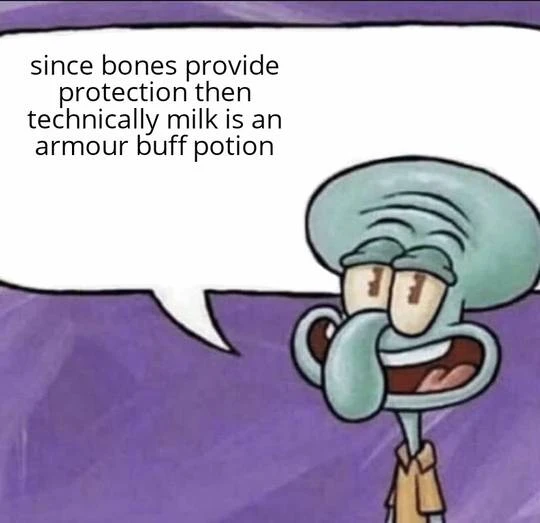 since bones provide
protection then
technically milk is an
armour buff potion